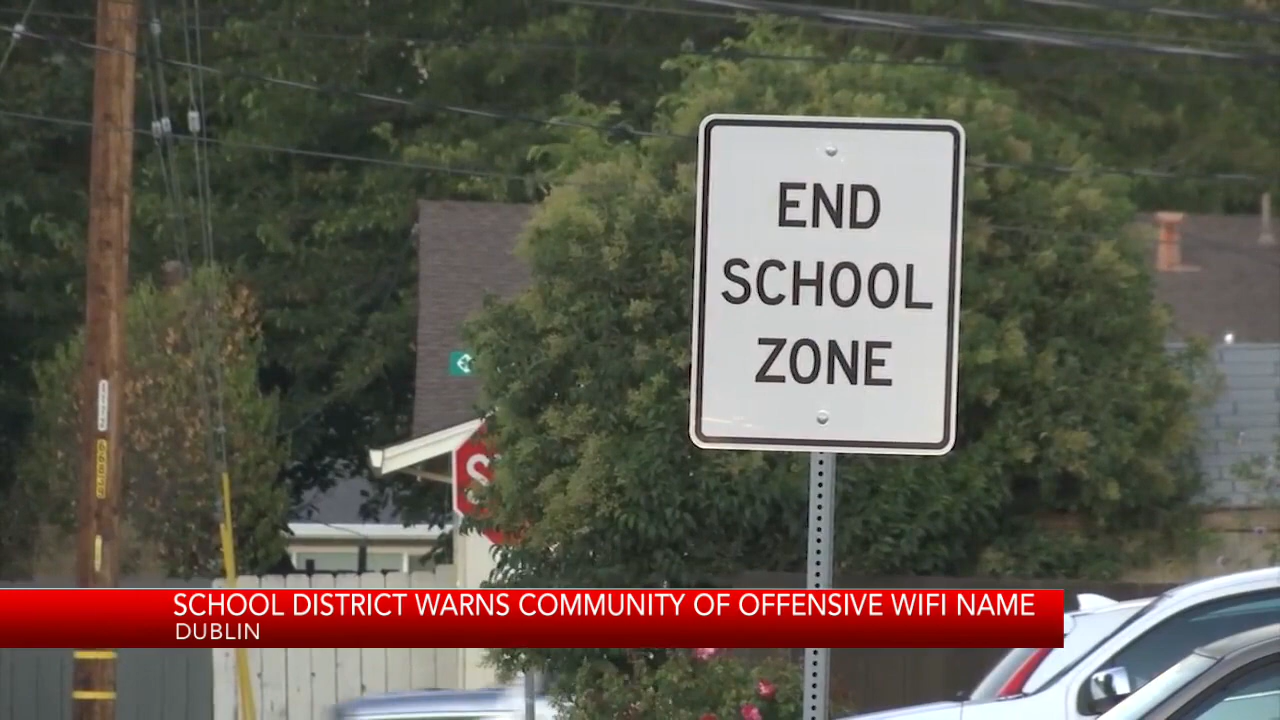 END
SCHOOL
ZONE
S
SCHOOL DISTRICT WARNS COMMUNITY OF OFFENSIVE WIFI NAME
DUBLIN